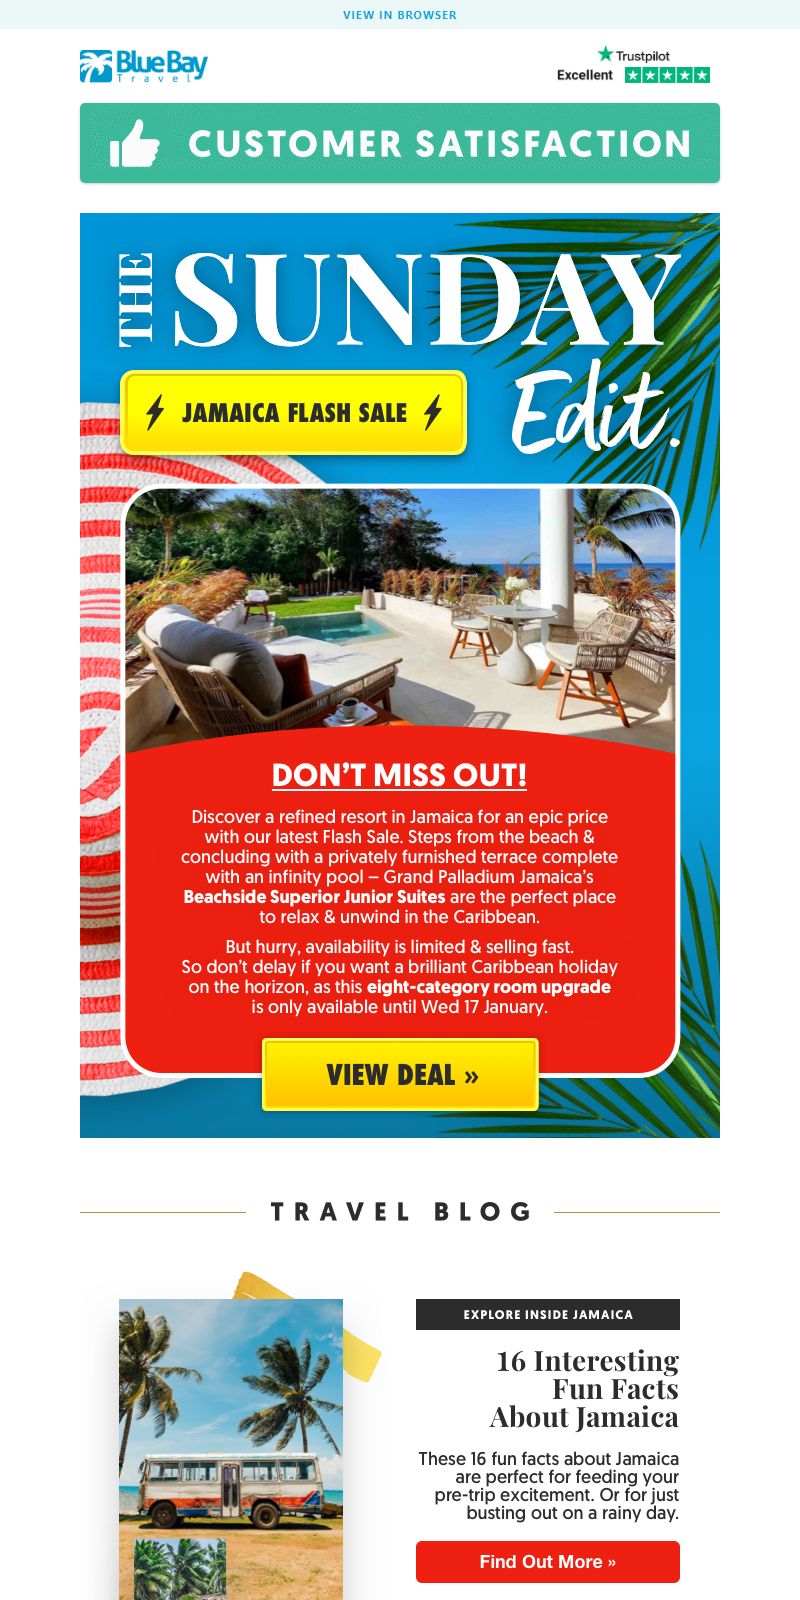 VIEW IN BROWSER
Blue Bay
Travel
Trustpilot
Excellent
CUSTOMER SATISFACTION
THE SUNDAY
Edit.
JAMAICA FLASH SALE
DON'T MISS OUT!
Discover a refined resort in Jamaica for an epic price
with our latest Flash Sale. Steps from the beach &
concluding with a privately furnished terrace complete
with an infinity pool – Grand Palladium Jamaica's
Beachside Superior Junior Suites are the perfect place
to relax & unwind in the Caribbean.
But hurry, availability is limited & selling fast.
So don't delay if you want a brilliant Caribbean holiday
on the horizon, as this eight-category room upgrade
is only available until Wed 17 January.
VIEW DEAL »
TRAVEL BLOG
EXPLORE INSIDE JAMAICA
16 Interesting
Fun Facts
About Jamaica
These 16 fun facts about Jamaica
are perfect for feeding your
pre-trip excitement. Or for just
busting out on a rainy day.
Find Out More »